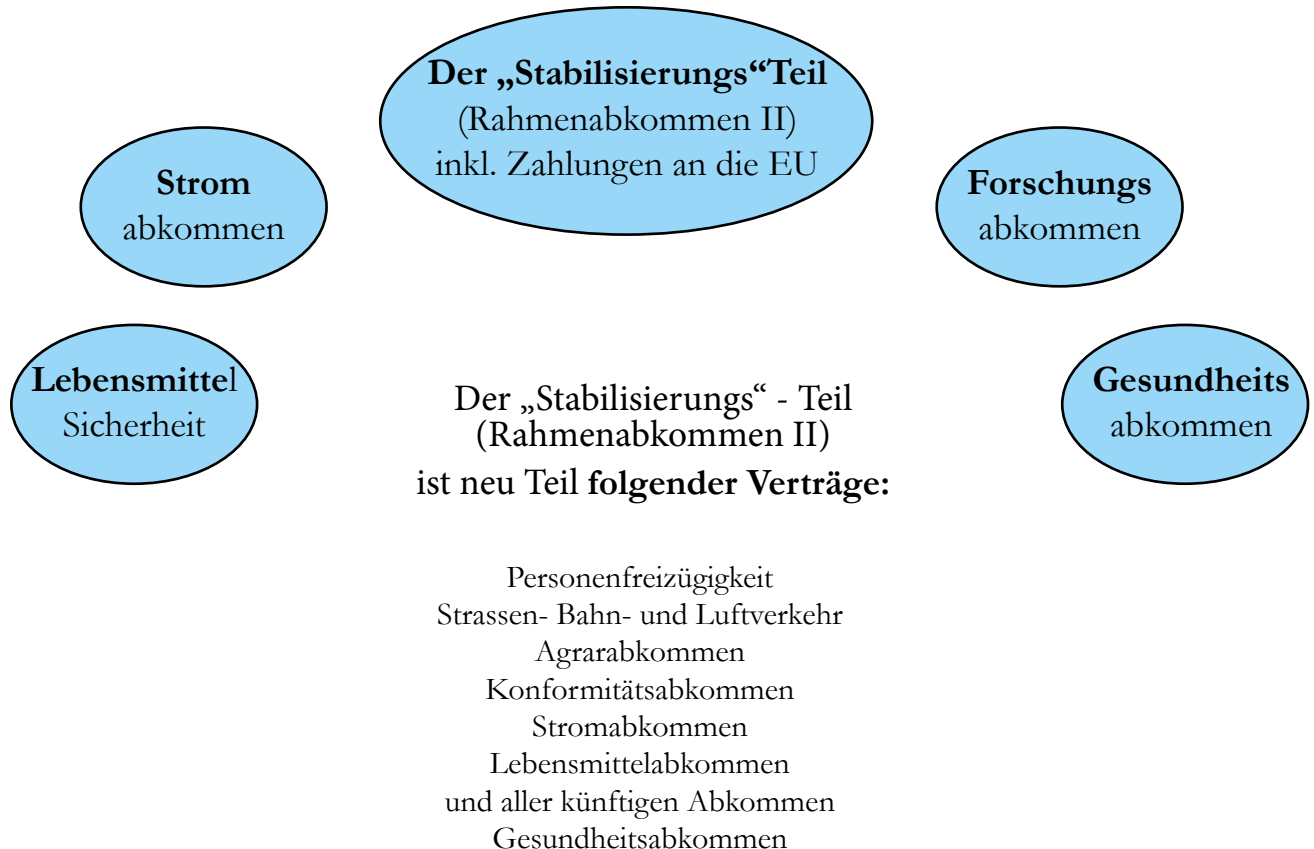 Der „Stabilisierungs“Teil
(Rahmenabkommen II)
inkl. Zahlungen an die EU
Strom
abkommen
Forschungs
abkommen
Lebensmittel
Sicherheit
Gesundheits
abkommen
Der „Stabilisierungs“ - Teil
(Rahmenabkommen II)
ist neu Teil folgender Verträge:
Personenfreizügigkeit
Strassen- Bahn- und Luftverkehr
Agrarabkommen
Konformitätsabkommen
Stromabkommen
Lebensmittelabkommen
und aller künftigen Abkommen
Gesundheitsabkommen